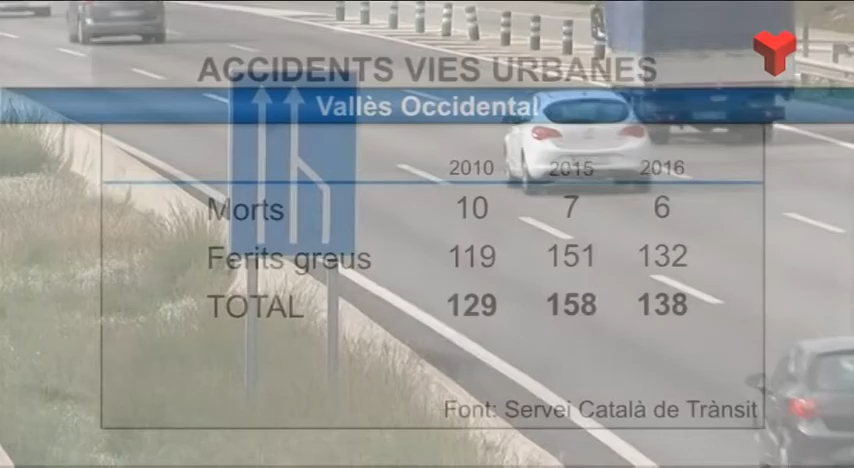 ACCIDENTS VIES URBANES
Vallès Occidental
2010 2015 2016
Morts 10 7 6
Ferits greus 119 151 132
TOTAL 129 158 138
Font: Servei Català de Trànsit